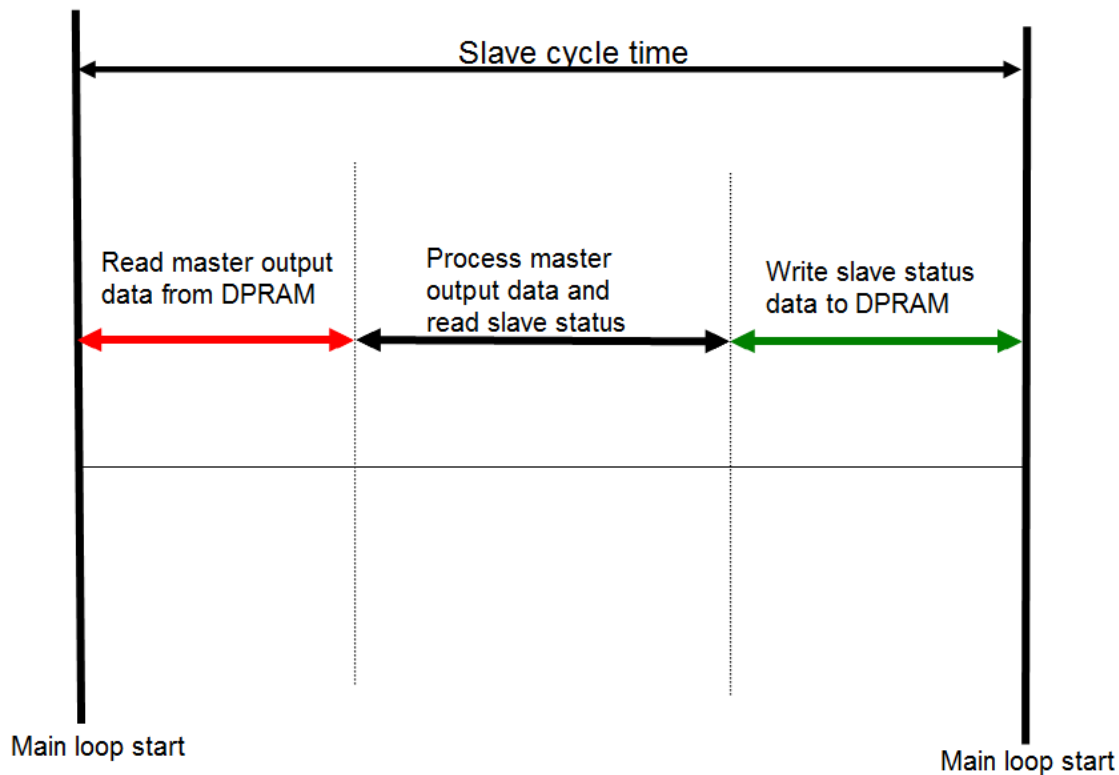 Slave cycle time
Read master output
data from DPRAM
Process master
output data and
read slave status
Write slave status
data to DPRAM
Main loop start
Main loop start